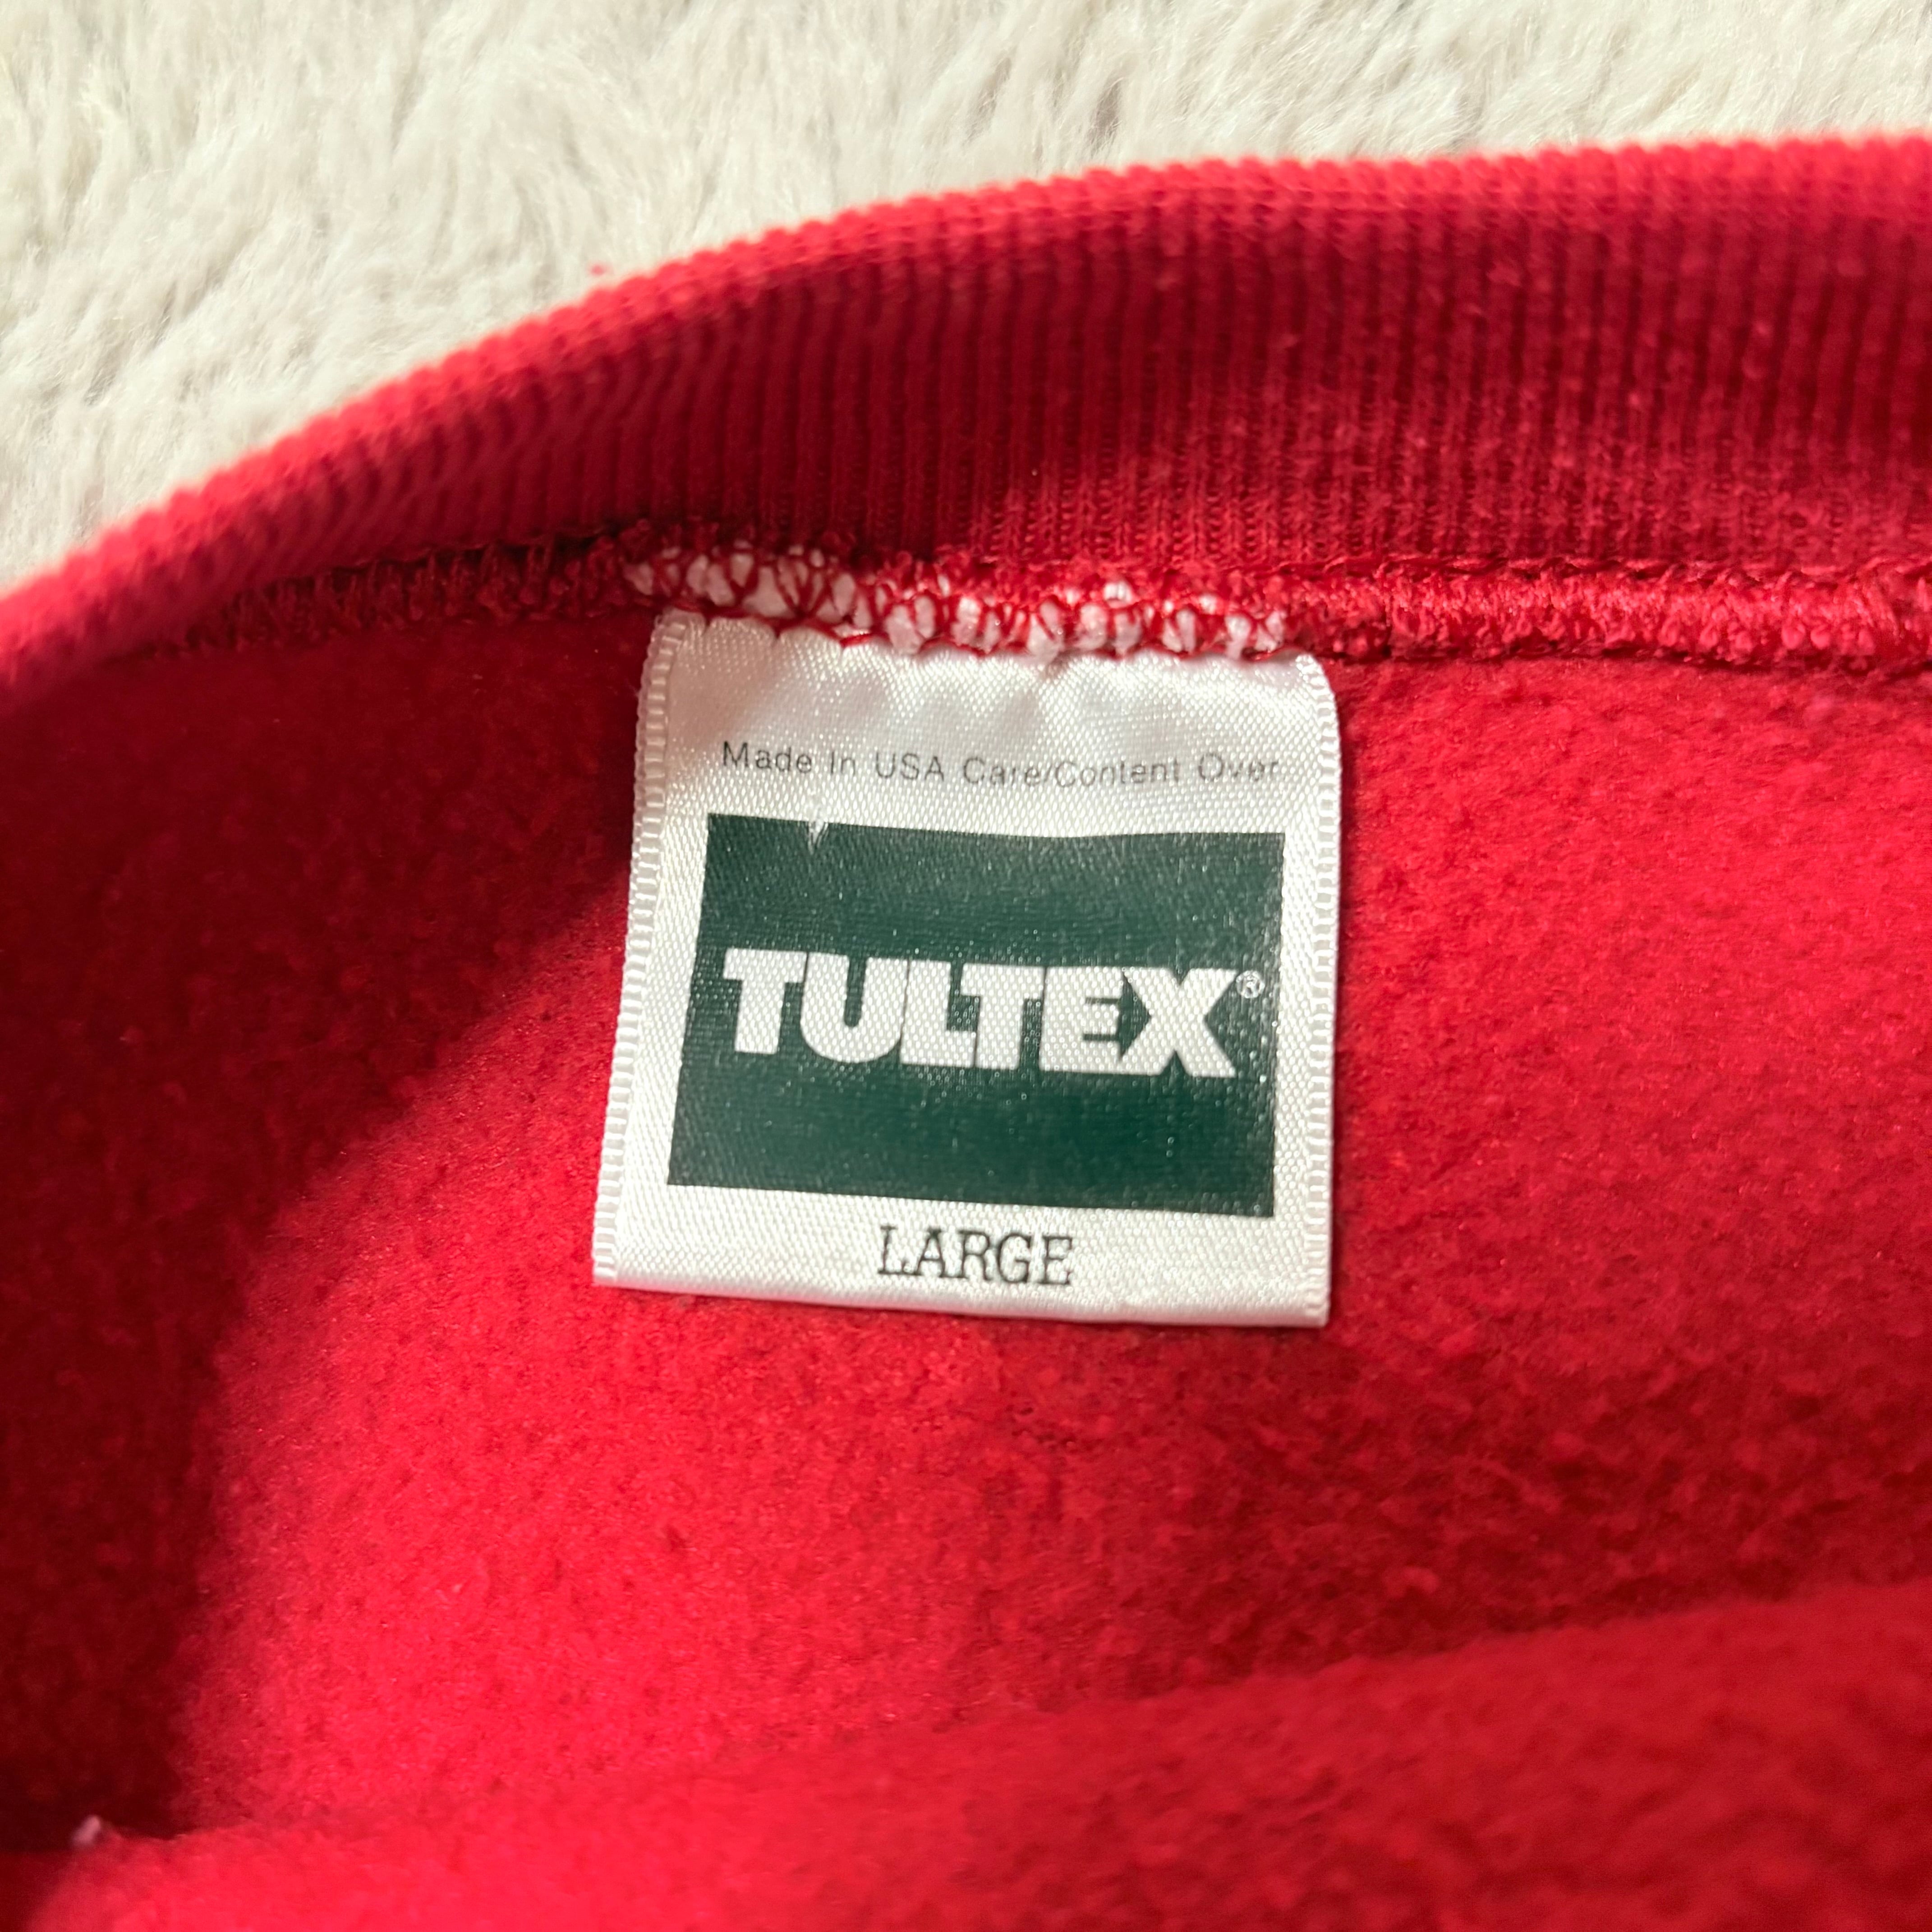 Made In USA Care/Content Over
TULTEX®
LARGE